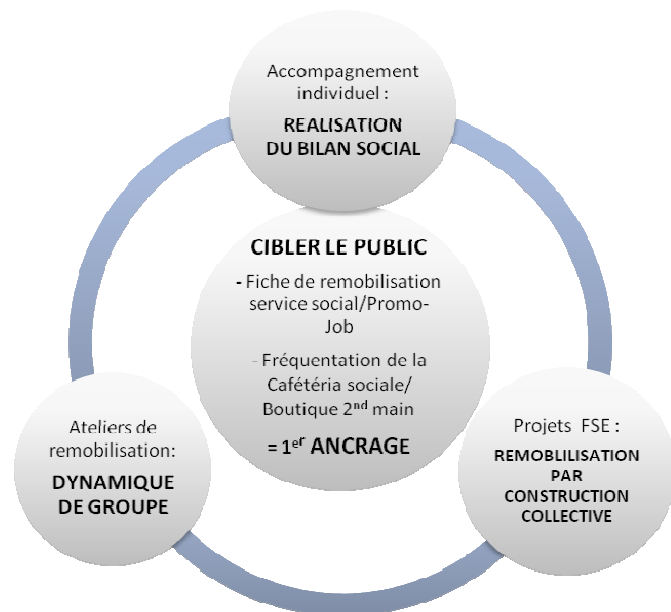 Accompagnement
individuel :
REALISATION
DU BILAN SOCIAL
CIBLER LE PUBLIC
- Fiche de remobilisation
service social/Promo-
Job
- Fréquentation de la
Cafétéria sociale/
Boutique 2nd main
= 1er ANCRAGE
Ateliers de
remobilisation:
DYNAMIQUE
DE GROUPE
Projets FSE :
REMOBLILISATION
PAR
CONSTRUCTION
COLLECTIVE